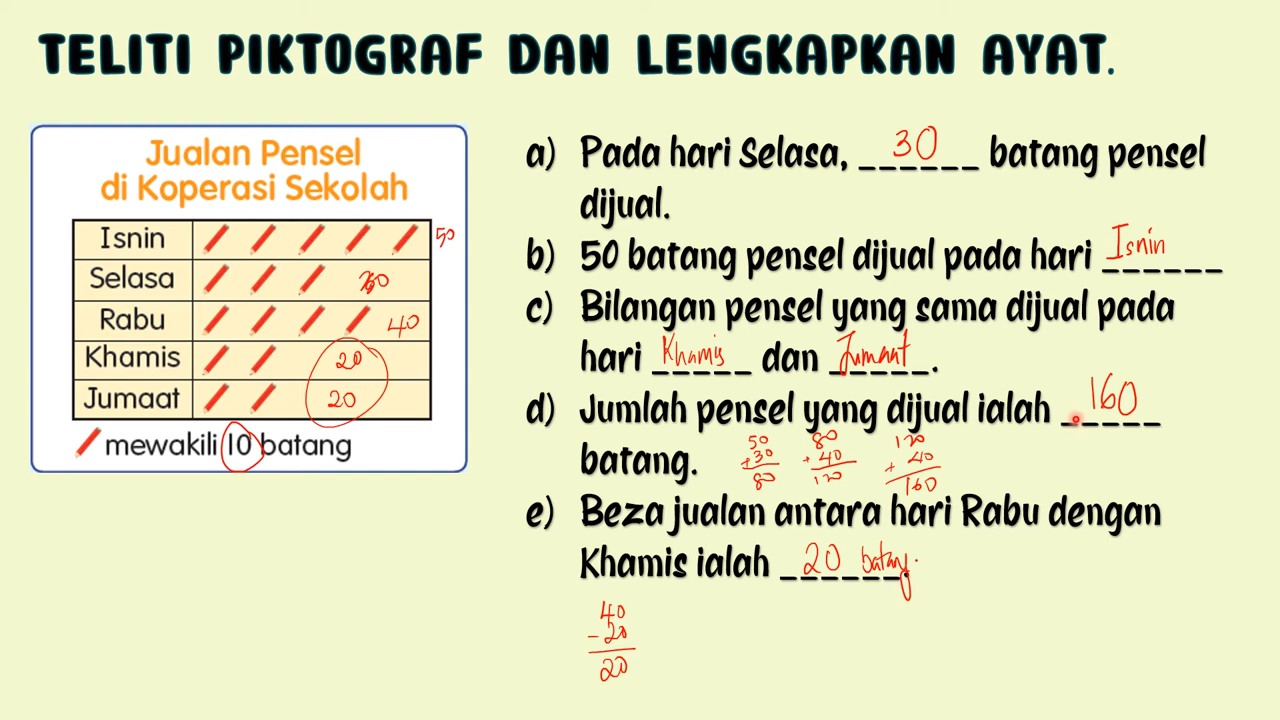 TELITI PIKTOGRAF DAN LENGKAPKAN AYAT.
Jualan Pensel
di Koperasi Sekolah
Isnin 50
Selasa 30
Rabu 40
Khamis 20
Jumaat 20
mewakili 10 batang
a) Pada hari Selasa, 30 batang pensel
dijual.
b) 50 batang pensel dijual pada hari Isnin
c) Bilangan pensel yang sama dijual pada
hari Khamis dan Jumaat.
d) Jumlah pensel yang dijual ialah 160
batang.
50
+30
80
80
+ 40
120
120
+ 40
160
e) Beza jualan antara hari Rabu dengan
Khamis ialah 20 batang.
40
-20
20